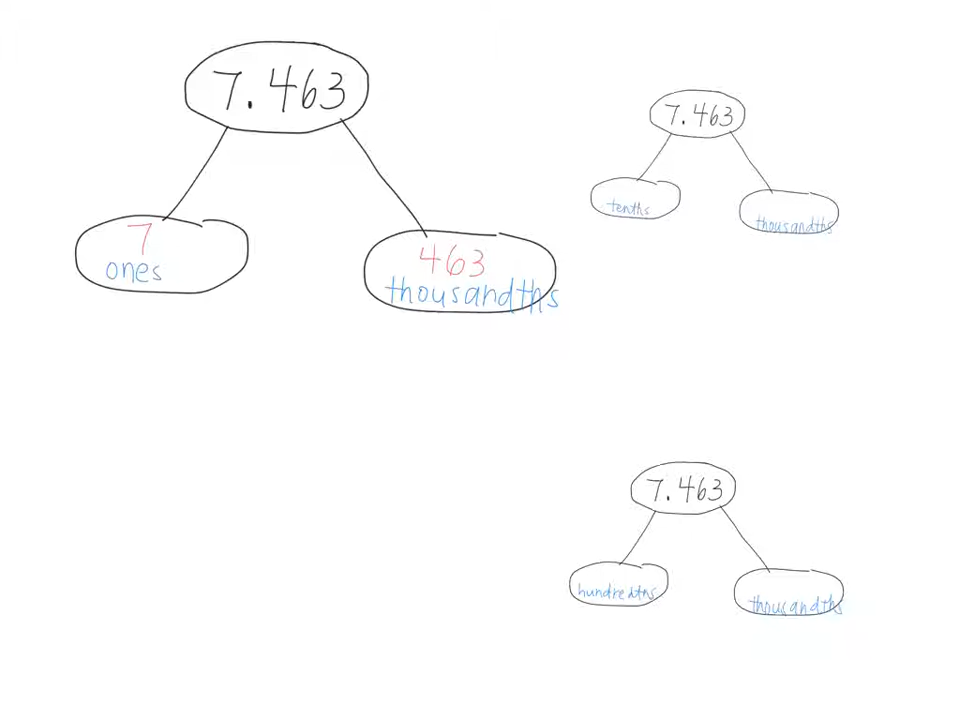 7.463
7
ones
463
thousandths
7.463
tenths
thousandths
7.463
hundredths
thousandths